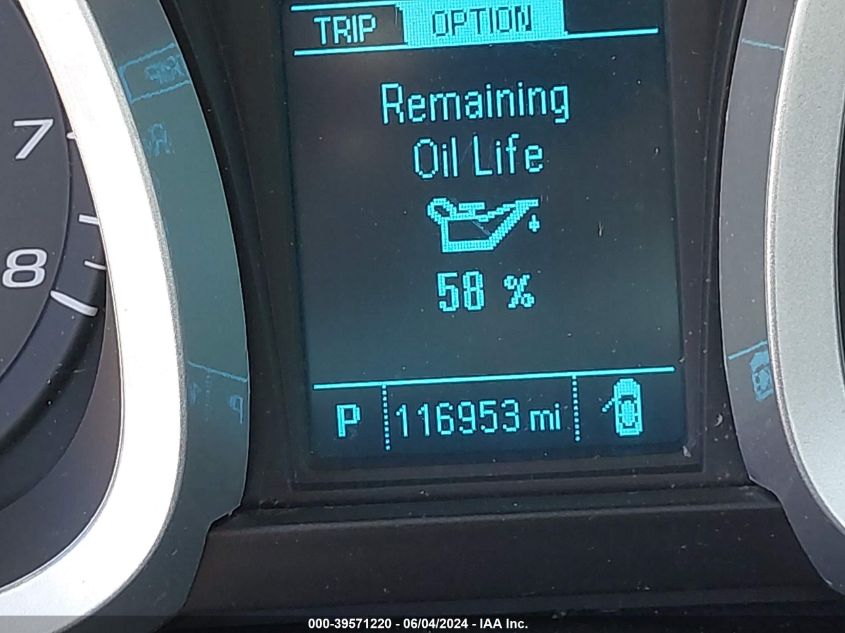 TRIP OPTION
Remaining
Oil Life
58 %
P 116953 mi
7
8
000-39571220 - 06/04/2024 - IAA Inc.